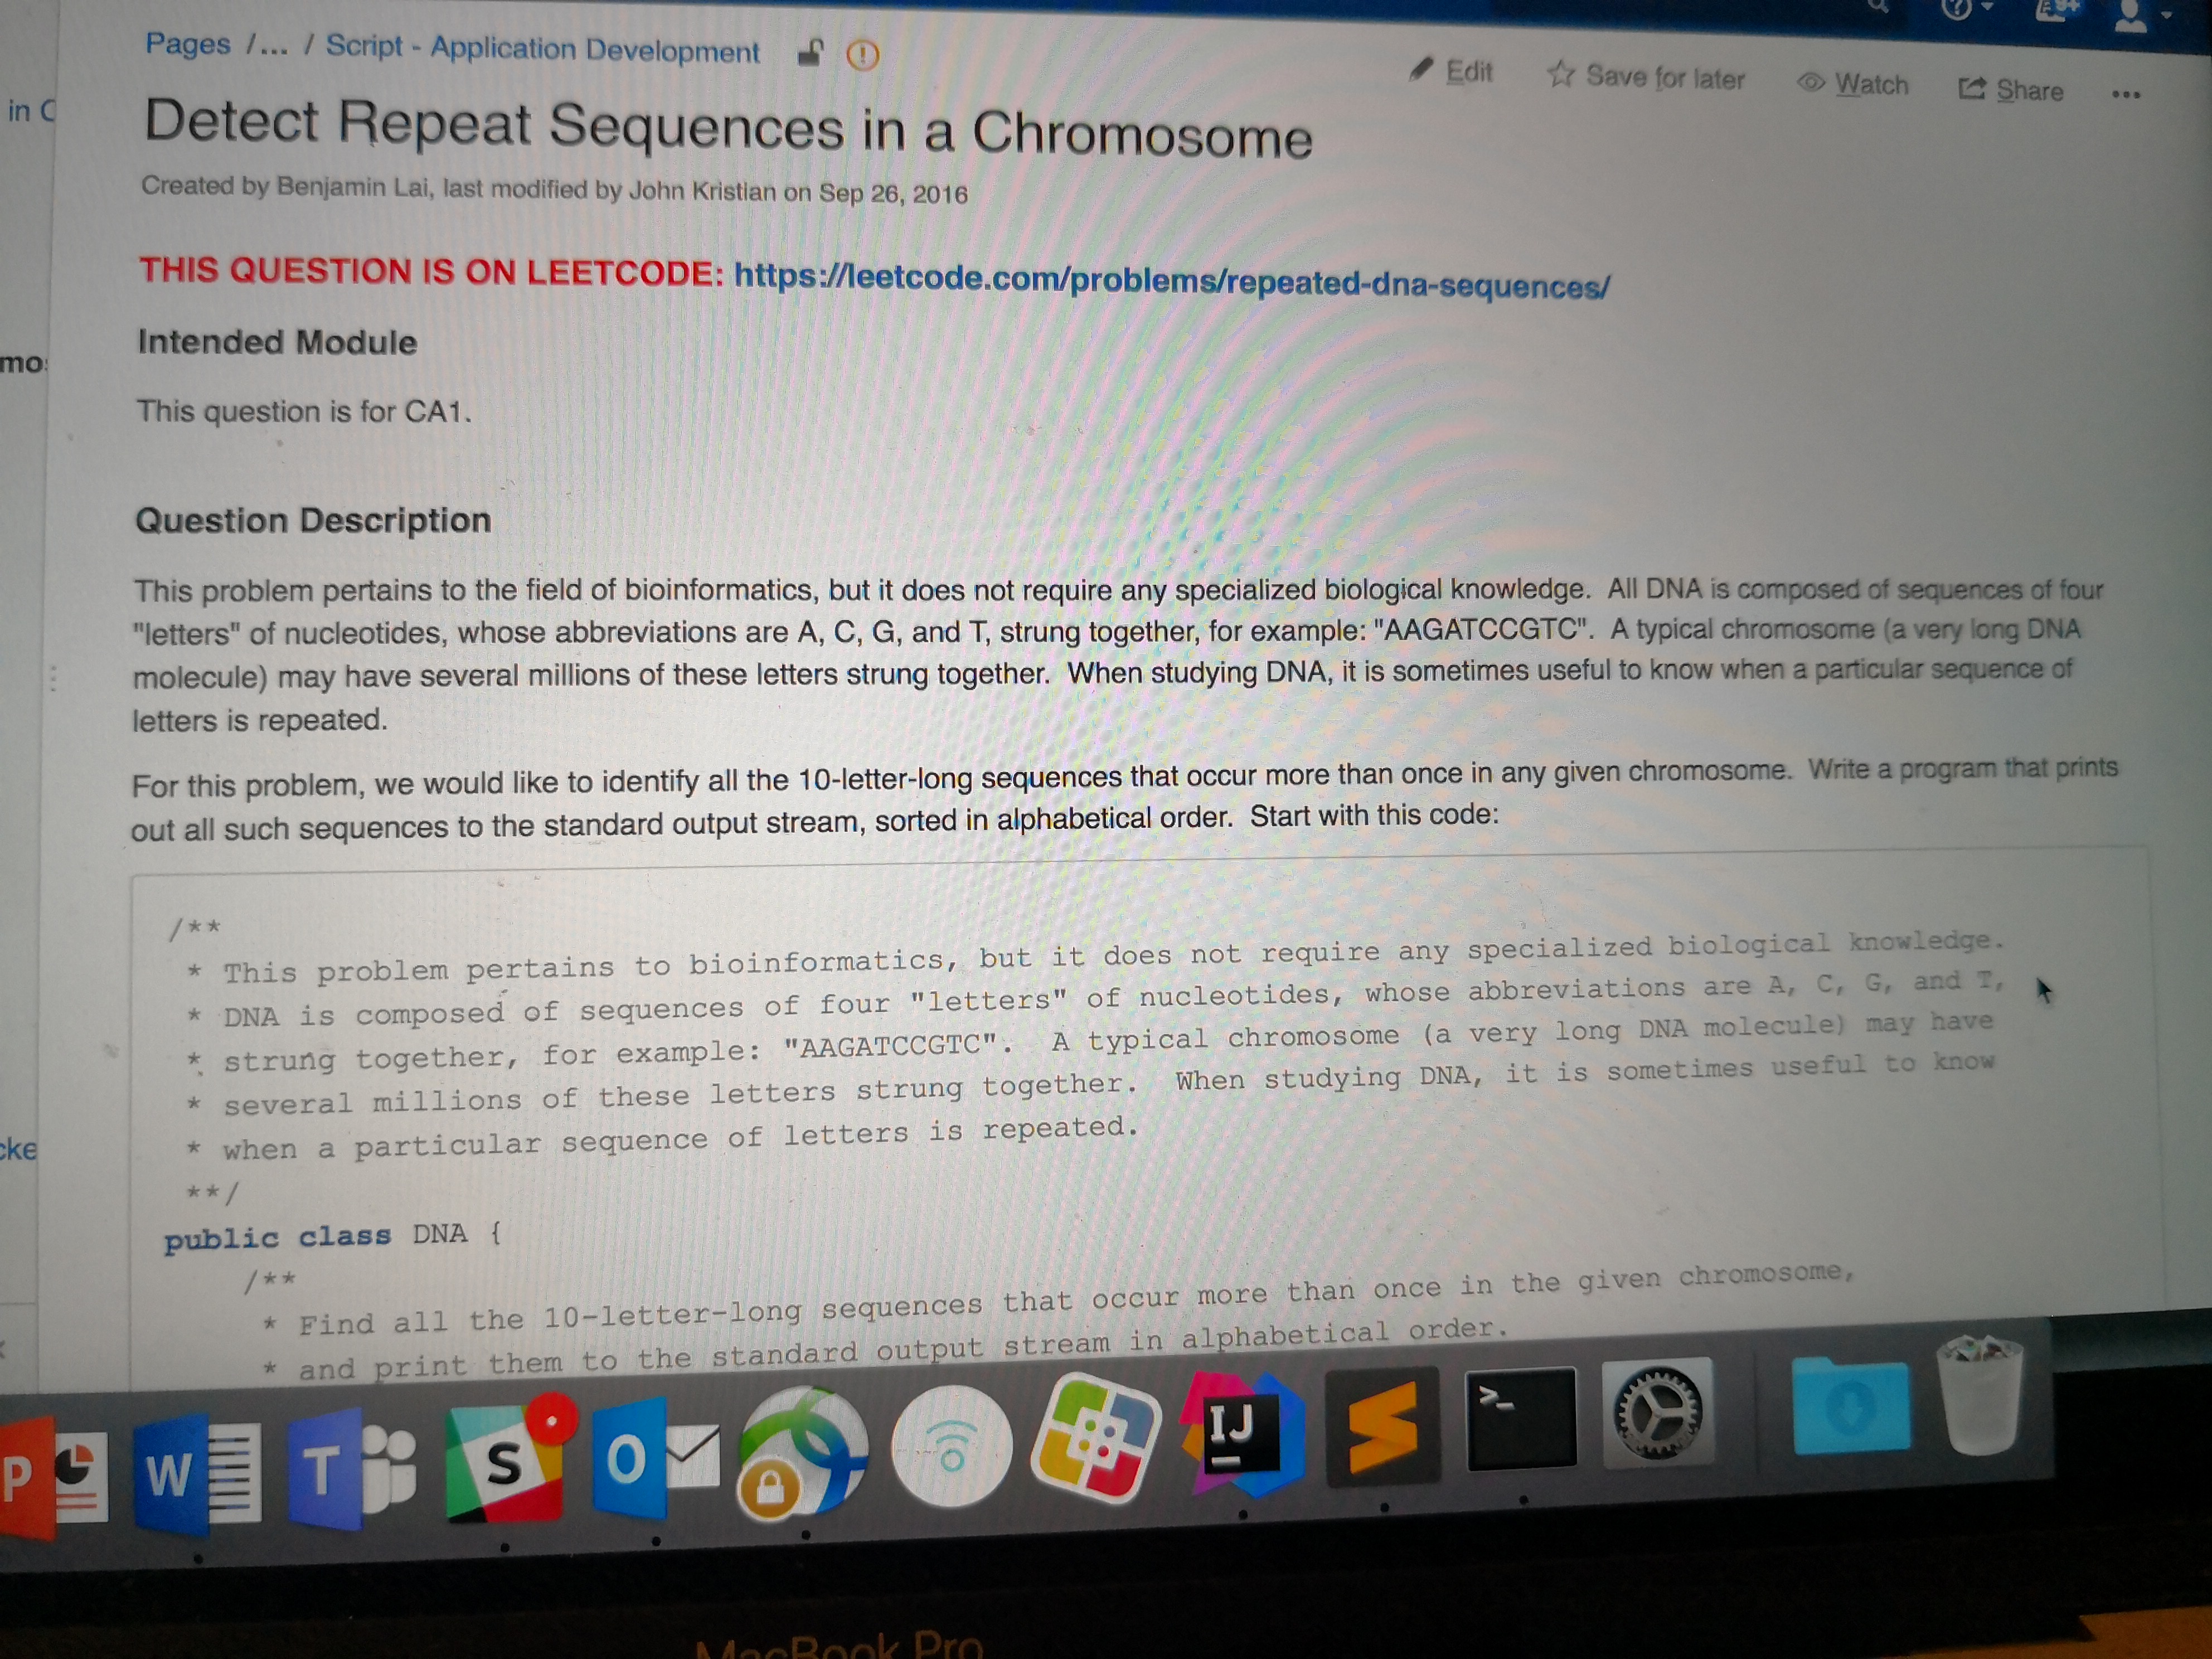 Pages /... / Script - Application Development
Edit Save for later Watch Share ...
in C
Detect Repeat Sequences in a Chromosome
Created by Benjamin Lai, last modified by John Kristian on Sep 26, 2016
THIS QUESTION IS ON LEETCODE: https://leetcode.com/problems/repeated-dna-sequences/
Intended Module
mo
This question is for CA1.
Question Description
This problem pertains to the field of bioinformatics, but it does not require any specialized biological knowledge. All DNA is composed of sequences of four
"letters" of nucleotides, whose abbreviations are A, C, G, and T, strung together, for example: "AAGATCCGTC". A typical chromosome (a very long DNA
molecule) may have several millions of these letters strung together. When studying DNA, it is sometimes useful to know when a particular sequence of
letters is repeated.
For this problem, we would like to identify all the 10-letter-long sequences that occur more than once in any given chromosome. Write a program that prints
out all such sequences to the standard output stream, sorted in alphabetical order. Start with this code:
/**
* This problem pertains to bioinformatics, but it does not require any specialized biological knowledge.
* DNA is composed of sequences of four "letters" of nucleotides, whose abbreviations are A, C, G, and T,
* strung together, for example: "AAGATCCGTC". A typical chromosome (a very long DNA molecule) may have
* several millions of these letters strung together. When studying DNA, it is sometimes useful to know
* when a particular sequence of letters is repeated.
cke
**/
public class DNA {
/**
* Find all the 10-letter-long sequences that occur more than once in the given chromosome,
* and print them to the standard output stream in alphabetical order.
P
W
T
S
O
IJ
>_
MacBook Pro